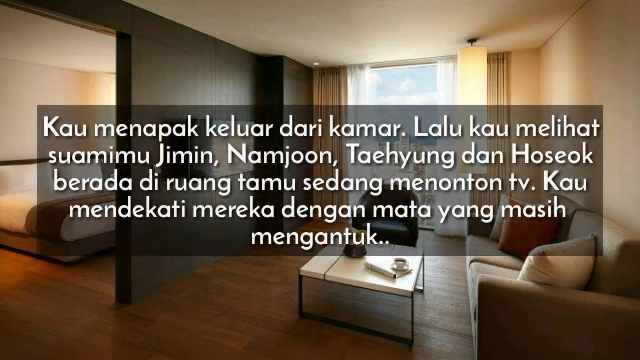 Kau menapak keluar dari kamar. Lalu kau melihat
suamimu Jimin, Namjoon, Taehyung dan Hoseok
berada di ruang tamu sedang menonton tv. Kau
mendekati mereka dengan mata yang masih
mengantuk..